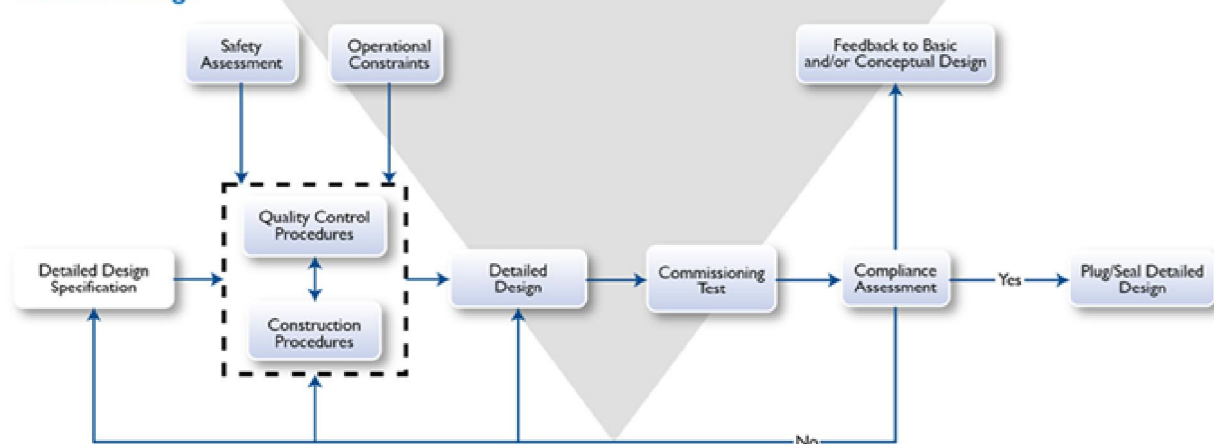 Safety
Assessment
Operational
Constraints
Feedback to Basic
and/or Conceptual Design
Quality Control
Procedures
Detailed Design
Specification
Construction
Procedures
Detailed
Design
Commissioning
Test
Compliance
Assessment
Yes
Plug/Seal Detailed
Design
No